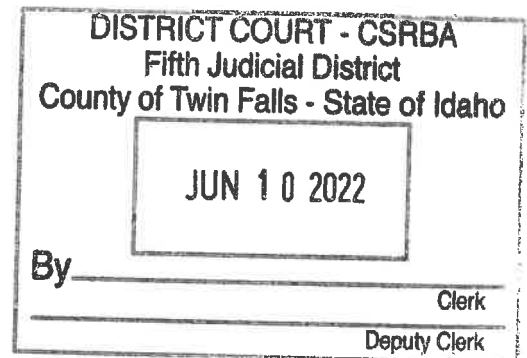 DISTRICT COURT - CSRBA
Fifth Judicial District
County of Twin Falls - State of Idaho
JUN 10 2022
By
Clerk
Deputy Clerk